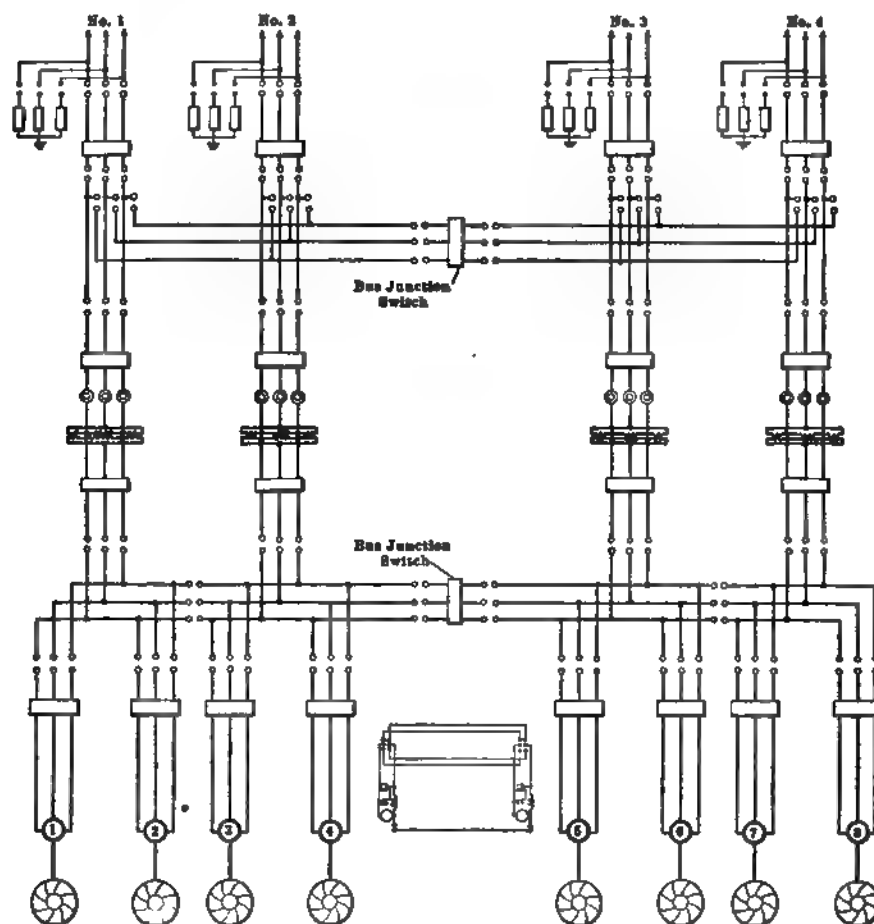 No. 1
No. 2
No. 3
No. 4
Bus Junction
Switch
Bus Junction
Switch
1
2
3
4
5
6
7
8